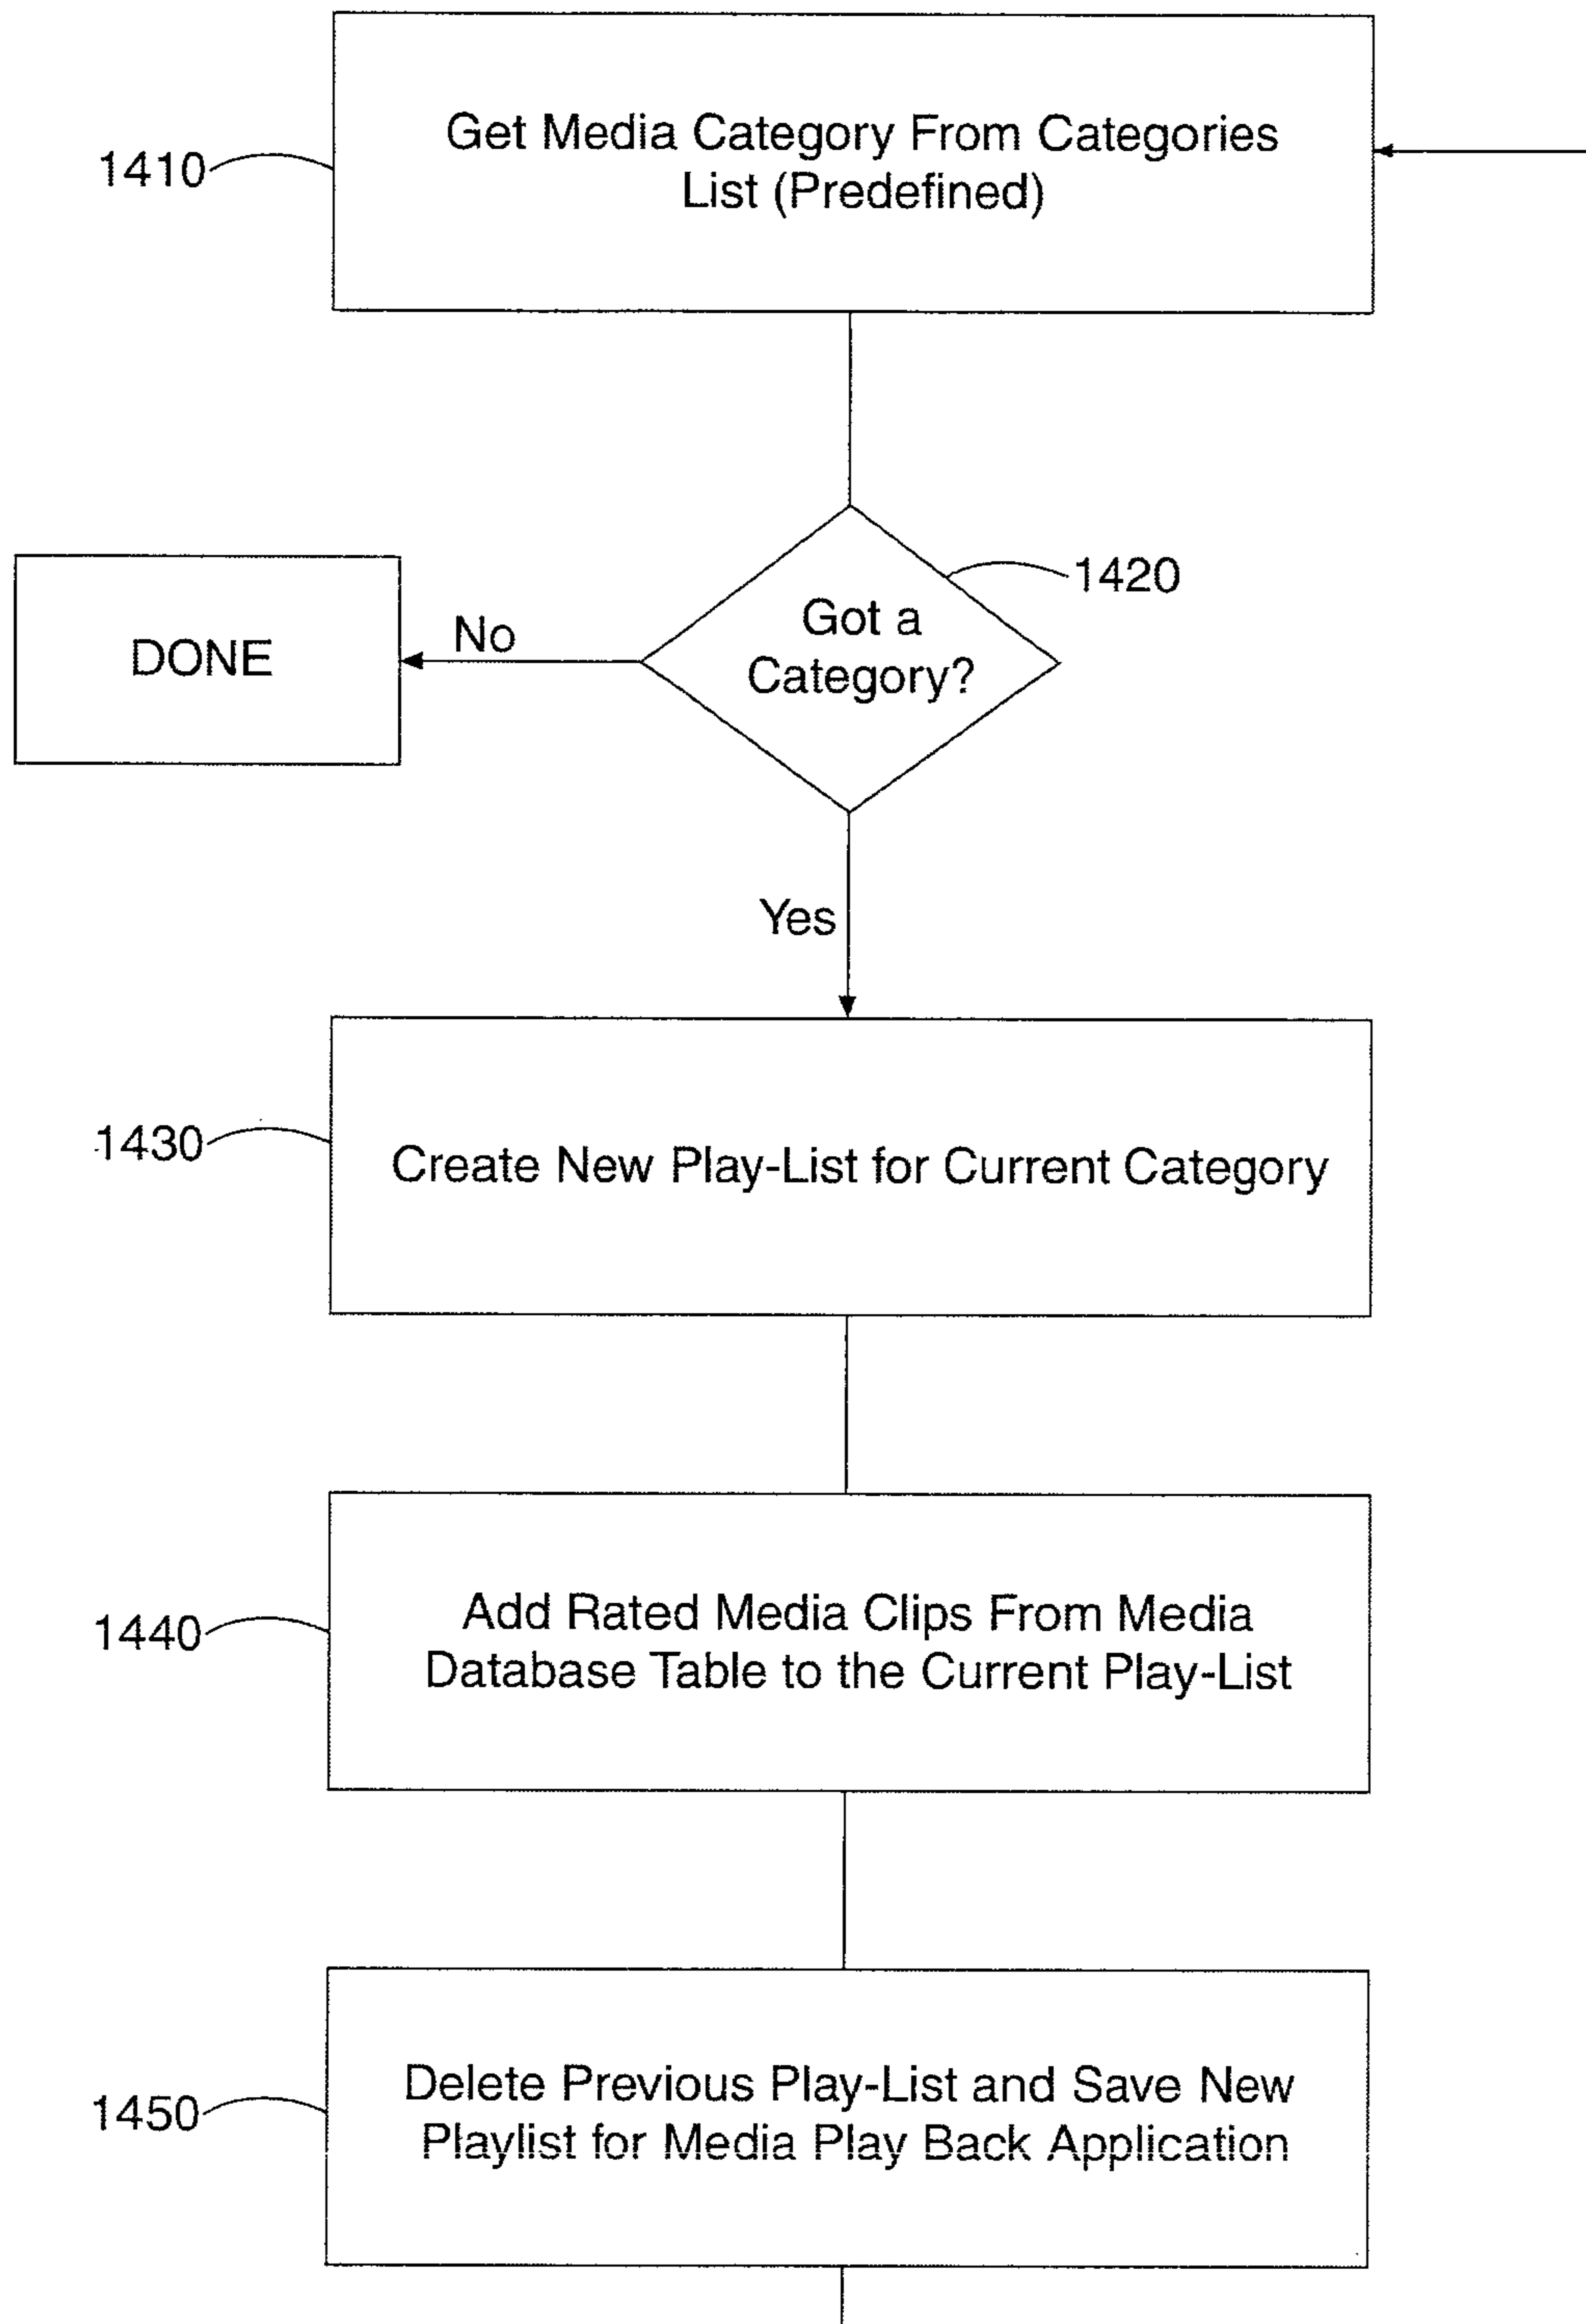 Get Media Category From Categories
List (Predefined)
1410
1420
Got a
Category?
No
DONE
Yes
1430
Create New Play-List for Current Category
1440
Add Rated Media Clips From Media
Database Table to the Current Play-List
1450
Delete Previous Play-List and Save New
Playlist for Media Play Back Application